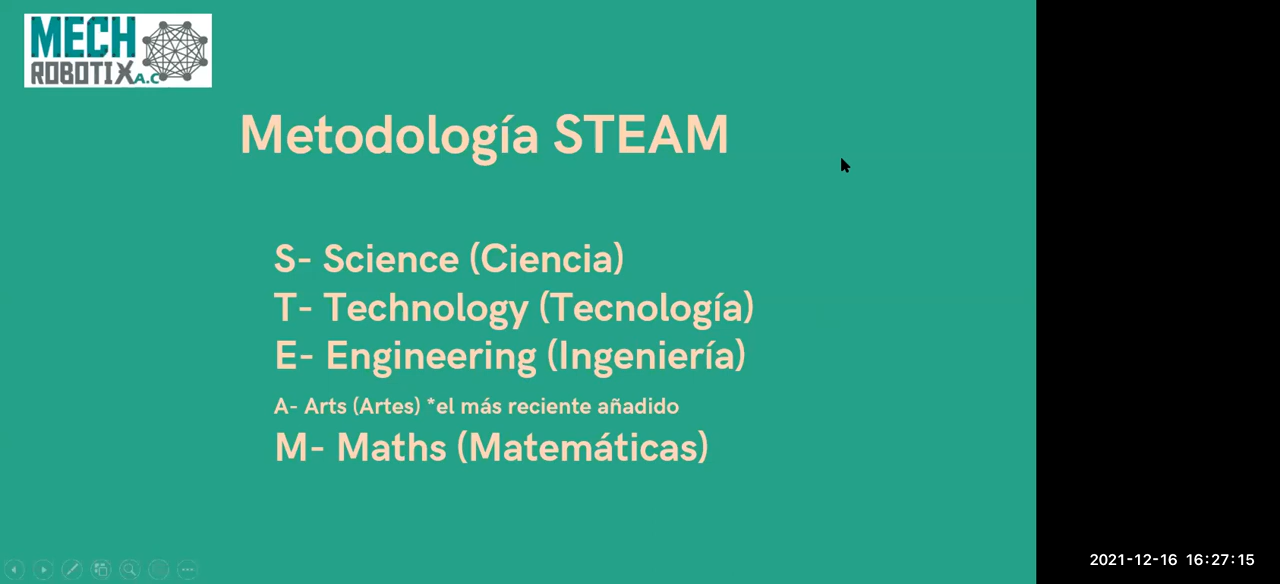 MECH
ROBOTIX A.C
Metodología STEAM
S- Science (Ciencia)
T- Technology (Tecnología)
E- Engineering (Ingeniería)
A- Arts (Artes) *el más reciente añadido
M- Maths (Matemáticas)
2021-12-16 16:27:15